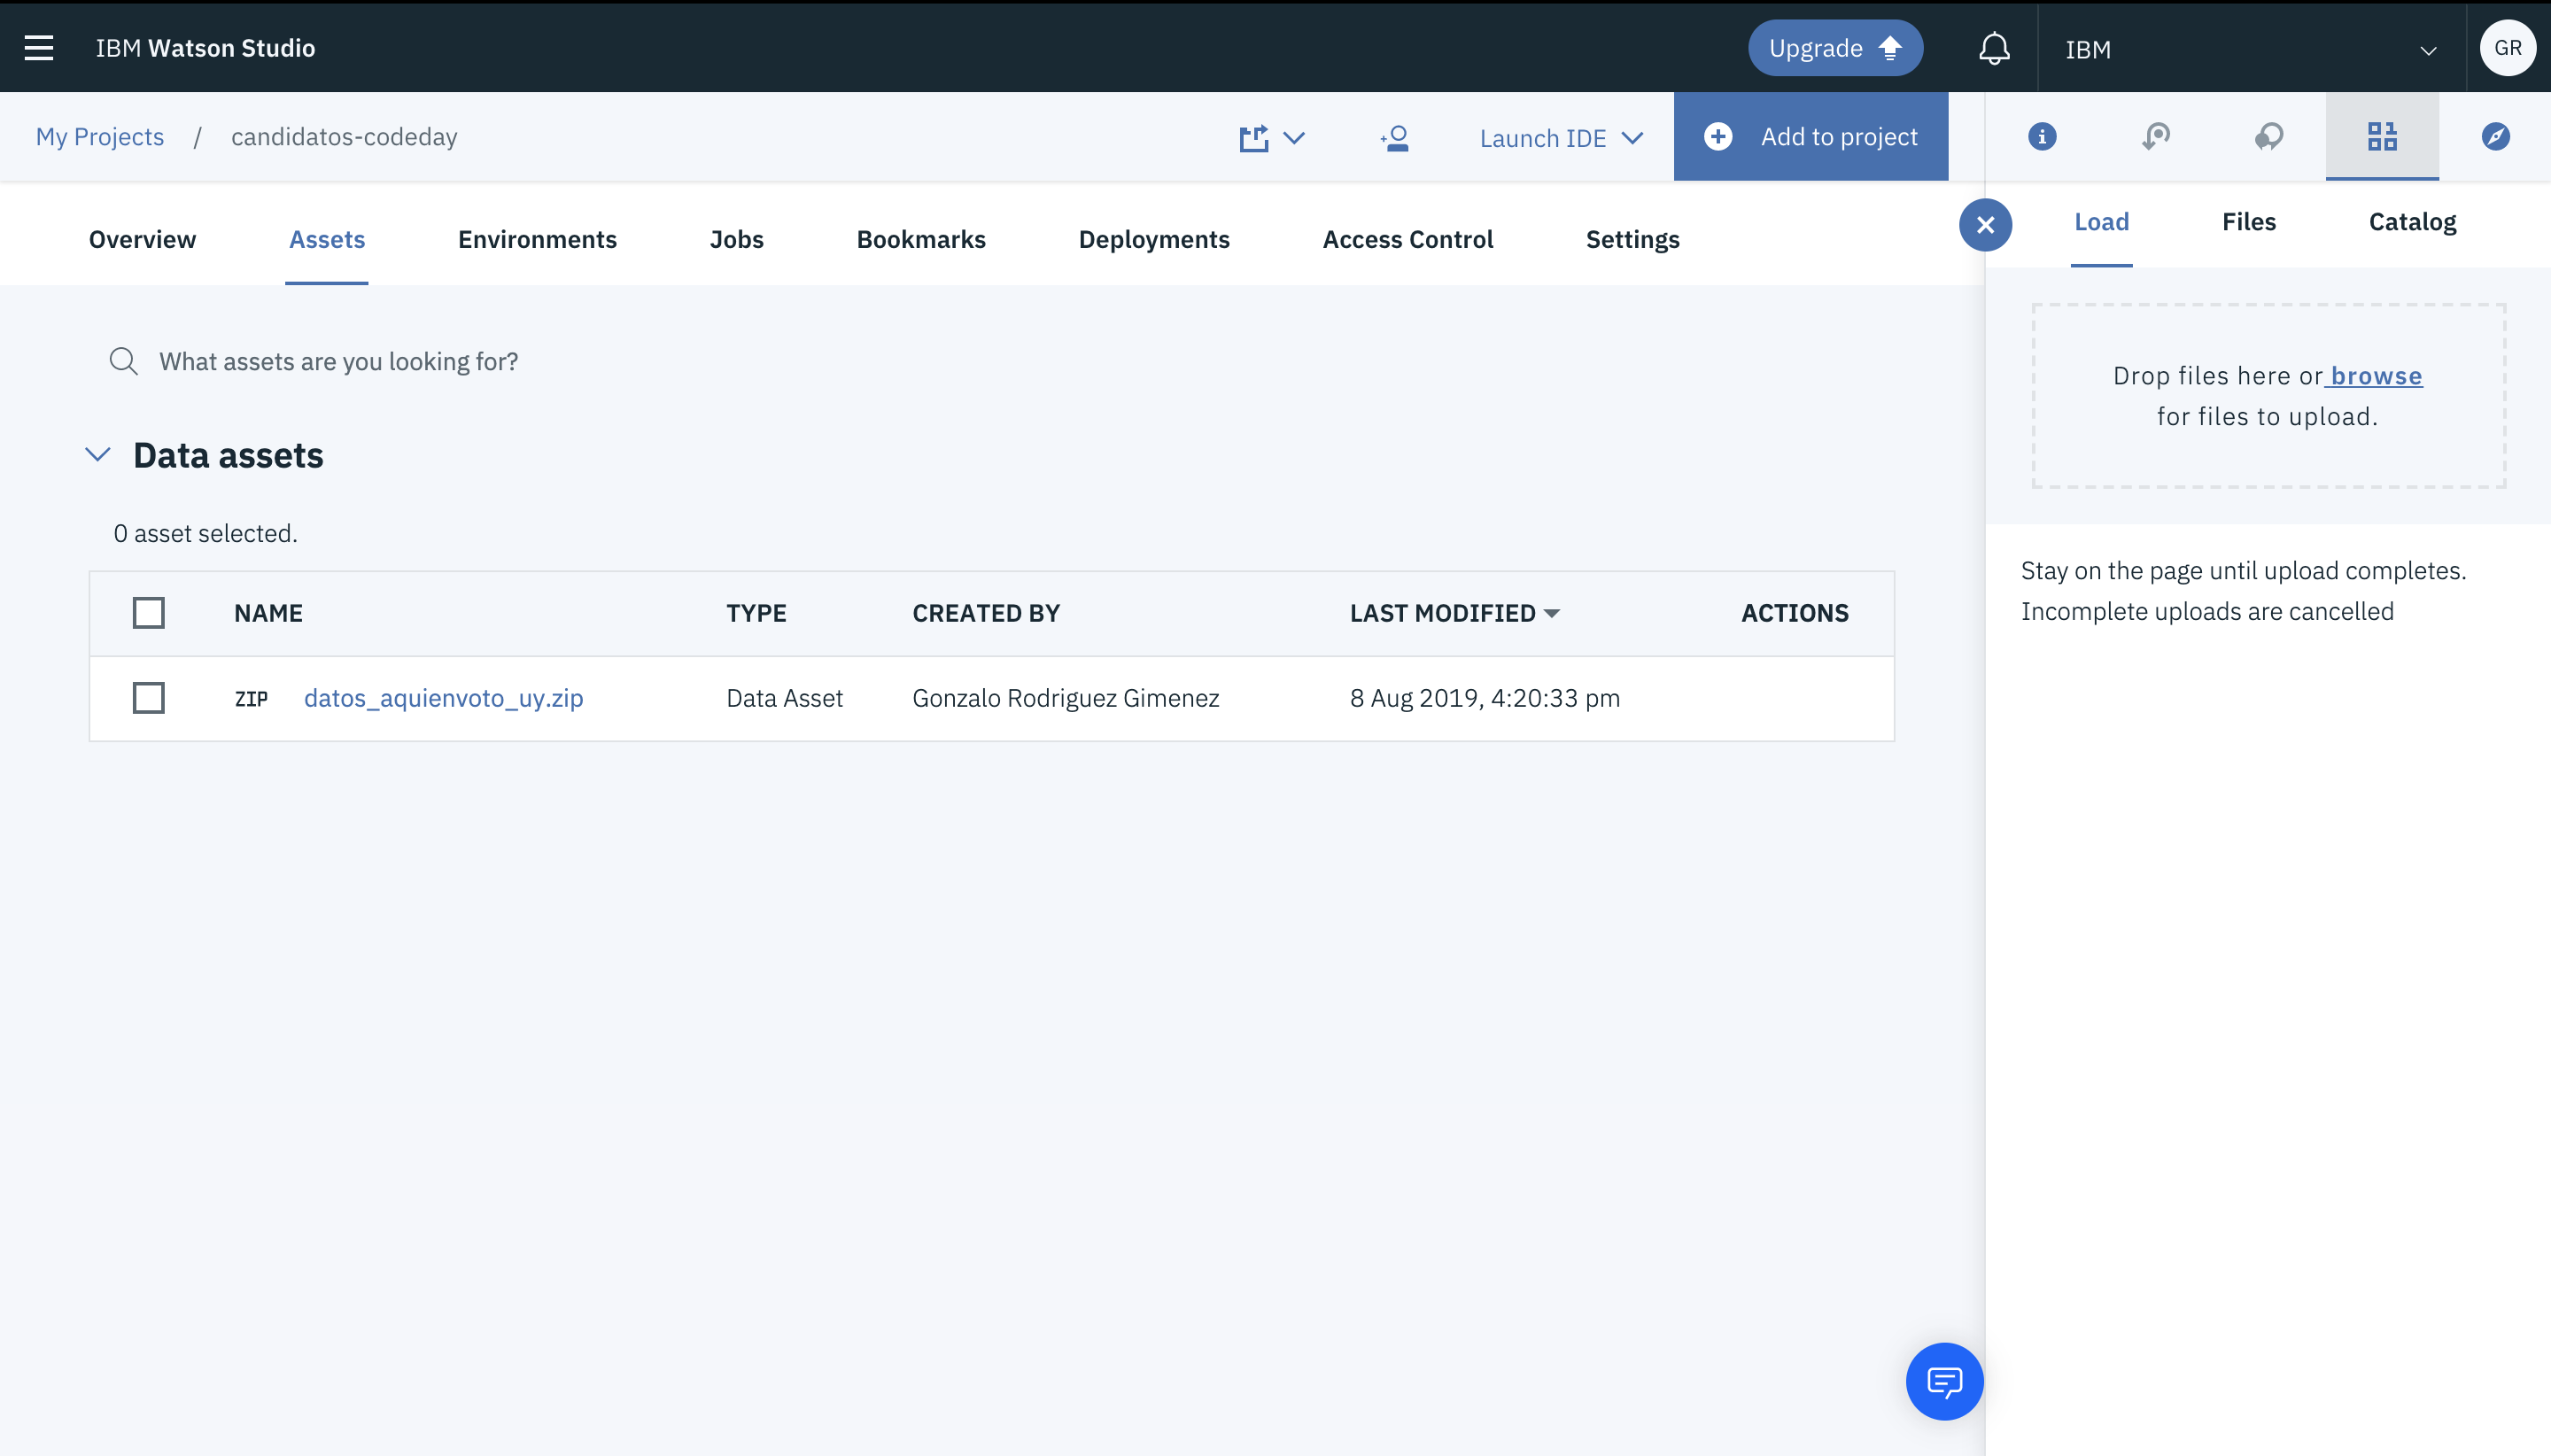 IBM Watson Studio
Upgrade
IBM
GR
My Projects / candidatos-codeday
Launch IDE
Add to project
Overview
Assets
Environments
Jobs
Bookmarks
Deployments
Access Control
Settings
Load
Files
Catalog
What assets are you looking for?
Data assets
0 asset selected.
NAME
TYPE
CREATED BY
LAST MODIFIED
ACTIONS
ZIP datos_aquienvoto_uy.zip
Data Asset
Gonzalo Rodriguez Gimenez
8 Aug 2019, 4:20:33 pm
Drop files here or browse
for files to upload.
Stay on the page until upload completes.
Incomplete uploads are cancelled